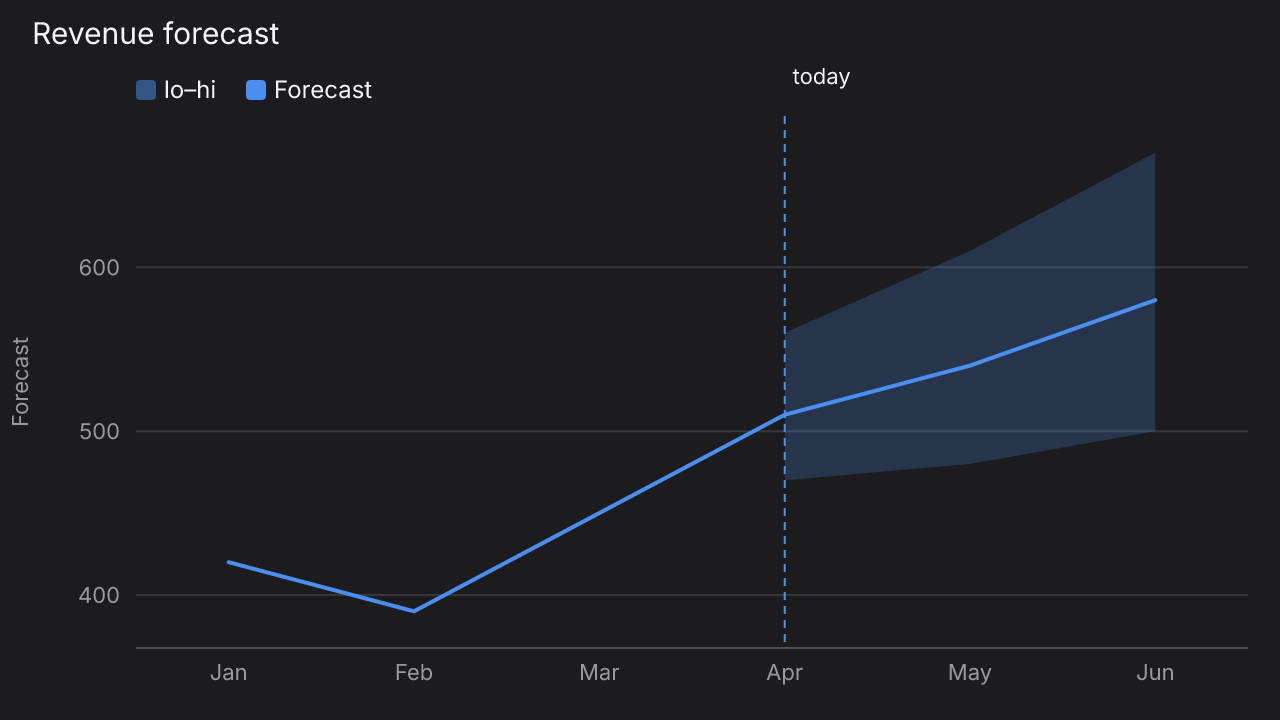 Revenue forecast
lo–hi
Forecast
today
600
500
400
Forecast
Jan
Feb
Mar
Apr
May
Jun